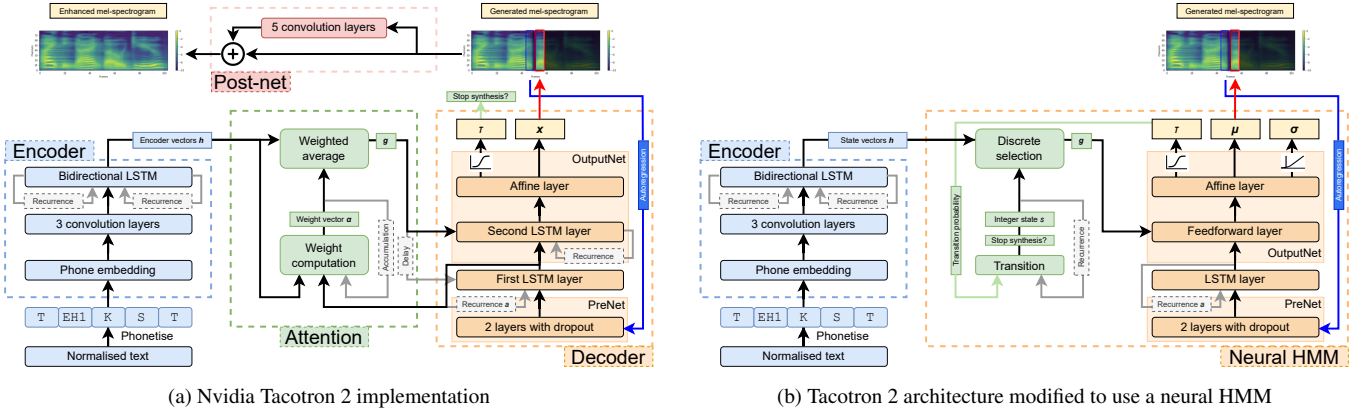 Enhanced mel-spectrogram
5 convolution layers
+
Post-net
Generated mel-spectrogram
Stop synthesis?
τ
x
Encoder
Encoder vectors h
Bidirectional LSTM
Recurrence
Recurrence
3 convolution layers
Phone embedding
T EH1 K S T
Phonetise
Normalised text
Weighted
average
g
Weight vector α
Weight
computation
Accumulation
Delay
Attention
OutputNet
Affine layer
Second LSTM layer
Recurrence
First LSTM layer
Recurrence a
PreNet
2 layers with dropout
Decoder
Autoregression
(a) Nvidia Tacotron 2 implementation
Generated mel-spectrogram
Encoder
State vectors h
Bidirectional LSTM
Recurrence
Recurrence
3 convolution layers
Phone embedding
T EH1 K S T
Phonetise
Normalised text
Discrete
selection
g
Integer state s
Stop synthesis?
Transition
Transition probability
Recurrence
τ
μ
σ
Affine layer
Feedforward layer
OutputNet
LSTM layer
Recurrence a
PreNet
2 layers with dropout
Neural HMM
Autoregression
(b) Tacotron 2 architecture modified to use a neural HMM